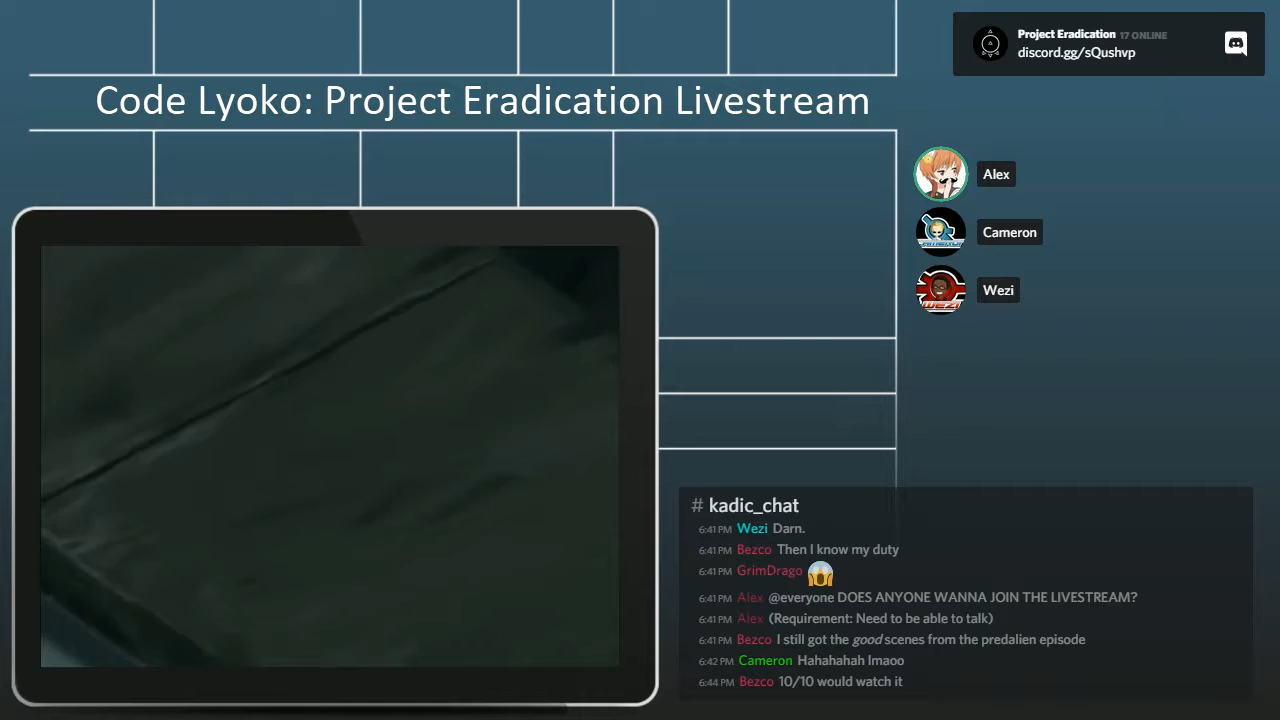 Project Eradication 17 ONLINE
discord.gg/sQushvp
Code Lyoko: Project Eradication Livestream
Alex
Cameron
Wezi
# kadic_chat
6:41 PM Wezi Darn.
6:41 PM Bezco Then I know my duty
6:41 PM GrimDrago 😱
6:41 PM Alex @everyone DOES ANYONE WANNA JOIN THE LIVESTREAM?
6:41 PM Alex (Requirement: Need to be able to talk)
6:41 PM Bezco I still got the good scenes from the predalien episode
6:42 PM Cameron Hahahahah lmaoo
6:44 PM Bezco 10/10 would watch it